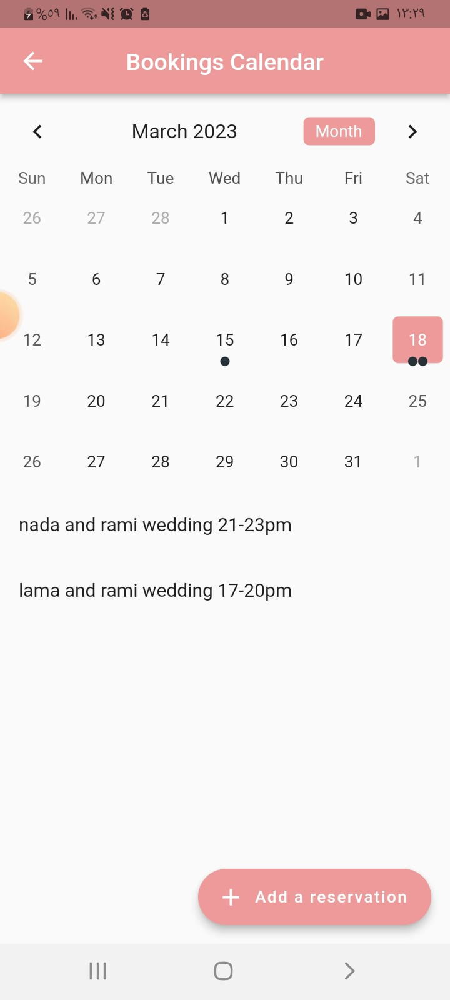 %٥٩ ١٣:٢٩
Bookings Calendar
March 2023 Month
Sun Mon Tue Wed Thu Fri Sat
26 27 28 1 2 3 4
5 6 7 8 9 10 11
12 13 14 15 16 17 18
19 20 21 22 23 24 25
26 27 28 29 30 31 1
nada and rami wedding 21-23pm
lama and rami wedding 17-20pm
Add a reservation